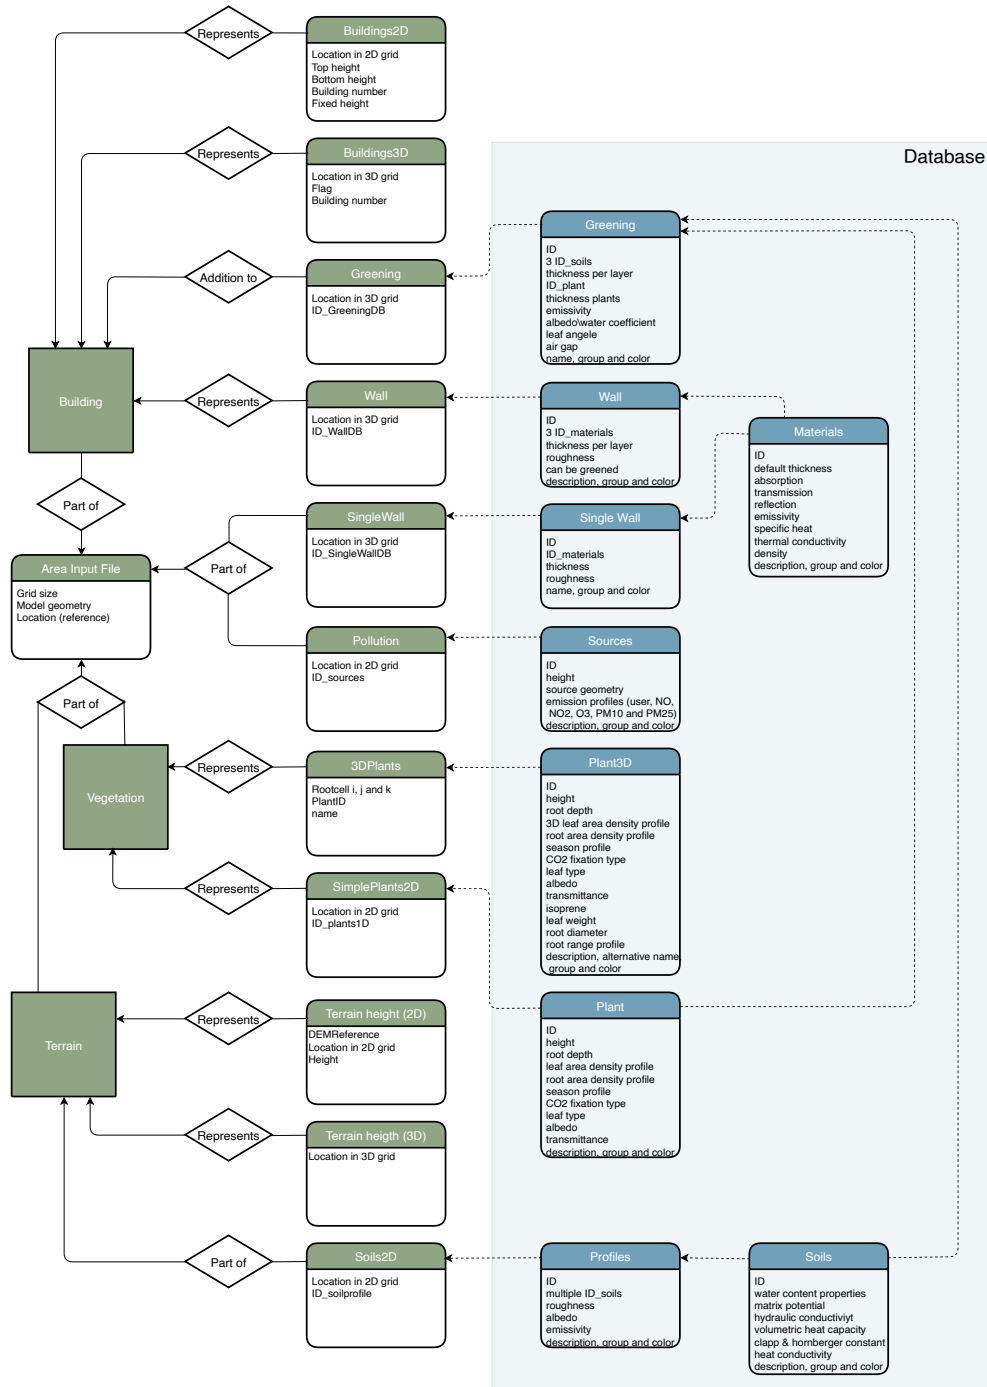 Represents
Buildings2D
Location in 2D grid
Top height
Bottom height
Building number
Fixed height
Represents
Buildings3D
Location in 3D grid
Flag
Building number
Database
Addition to
Greening
Location in 3D grid
ID_GreeningDB
Greening
ID
3 ID_soils
thickness per layer
ID_plant
thickness plants
emissivity
albedo\water coefficient
leaf angele
air gap
name, group and color
Building
Represents
Wall
Location in 3D grid
ID_WallDB
Wall
ID
3 ID_materials
thickness per layer
roughness
can be greened
description, group and color
Materials
ID
default thickness
absorption
transmission
reflection
emissivity
specific heat
thermal conductivity
density
description, group and color
Part of
SingleWall
Location in 3D grid
ID_SingleWallDB
Single Wall
ID
ID_materials
thickness
roughness
name, group and color
Area Input File
Grid size
Model geometry
Location (reference)
Part of
Pollution
Location in 2D grid
ID_sources
Sources
ID
height
source geometry
emission profiles (user, NO,
NO2, O3, PM10 and PM25)
description, group and color
Part of
Vegetation
Represents
3DPlants
Rootcell i, j and k
PlantID
name
Plant3D
ID
height
root depth
3D leaf area density profile
root area density profile
season profile
CO2 fixation type
leaf type
albedo
transmittance
isoprene
leaf weight
root diameter
root range profile
description, alternative name,
group and color
Represents
SimplePlants2D
Location in 2D grid
ID_plants1D
Terrain
Represents
Terrain height (2D)
DEMReference
Location in 2D grid
Height
Plant
ID
height
root depth
leaf area density profile
root area density profile
season profile
CO2 fixation type
leaf type
albedo
transmittance
description, group and color
Represents
Terrain heigth (3D)
Location in 3D grid
Part of
Soils2D
Location in 2D grid
ID_soilprofile
Profiles
ID
multiple ID_soils
roughness
albedo
emissivity
description, group and color
Soils
ID
water content properties
matrix potential
hydraulic conductiviyt
volumetric heat capacity
clapp & hornberger constant
heat conductivity
description, group and color